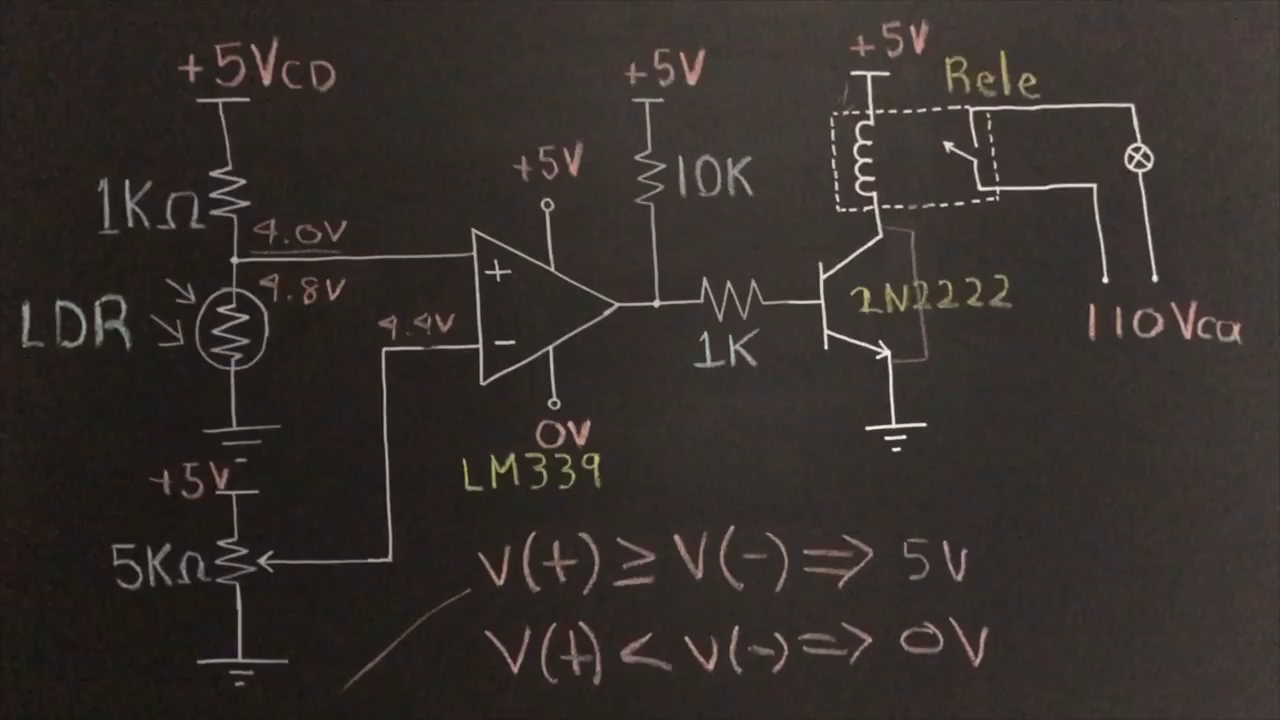 +5VCD
+5V
+5V
Rele
+5V
1KΩ
10K
4.0V
4.8V
LDR
4.4V
+
-
1K
2N2222
110Vca
0V
LM339
+5V
5KΩ
V(+) ≥ V(-) => 5V
V(+) < V(-) => 0V